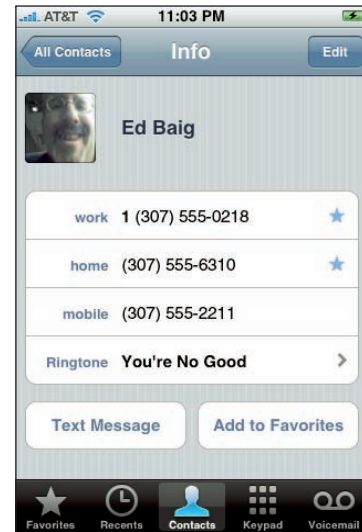 AT&T 11:03 PM
All Contacts Info Edit
Ed Baig
work 1 (307) 555-0218
home (307) 555-6310
mobile (307) 555-2211
Ringtone You're No Good
Text Message Add to Favorites
Favorites Recents Contacts Keypad Voicemail